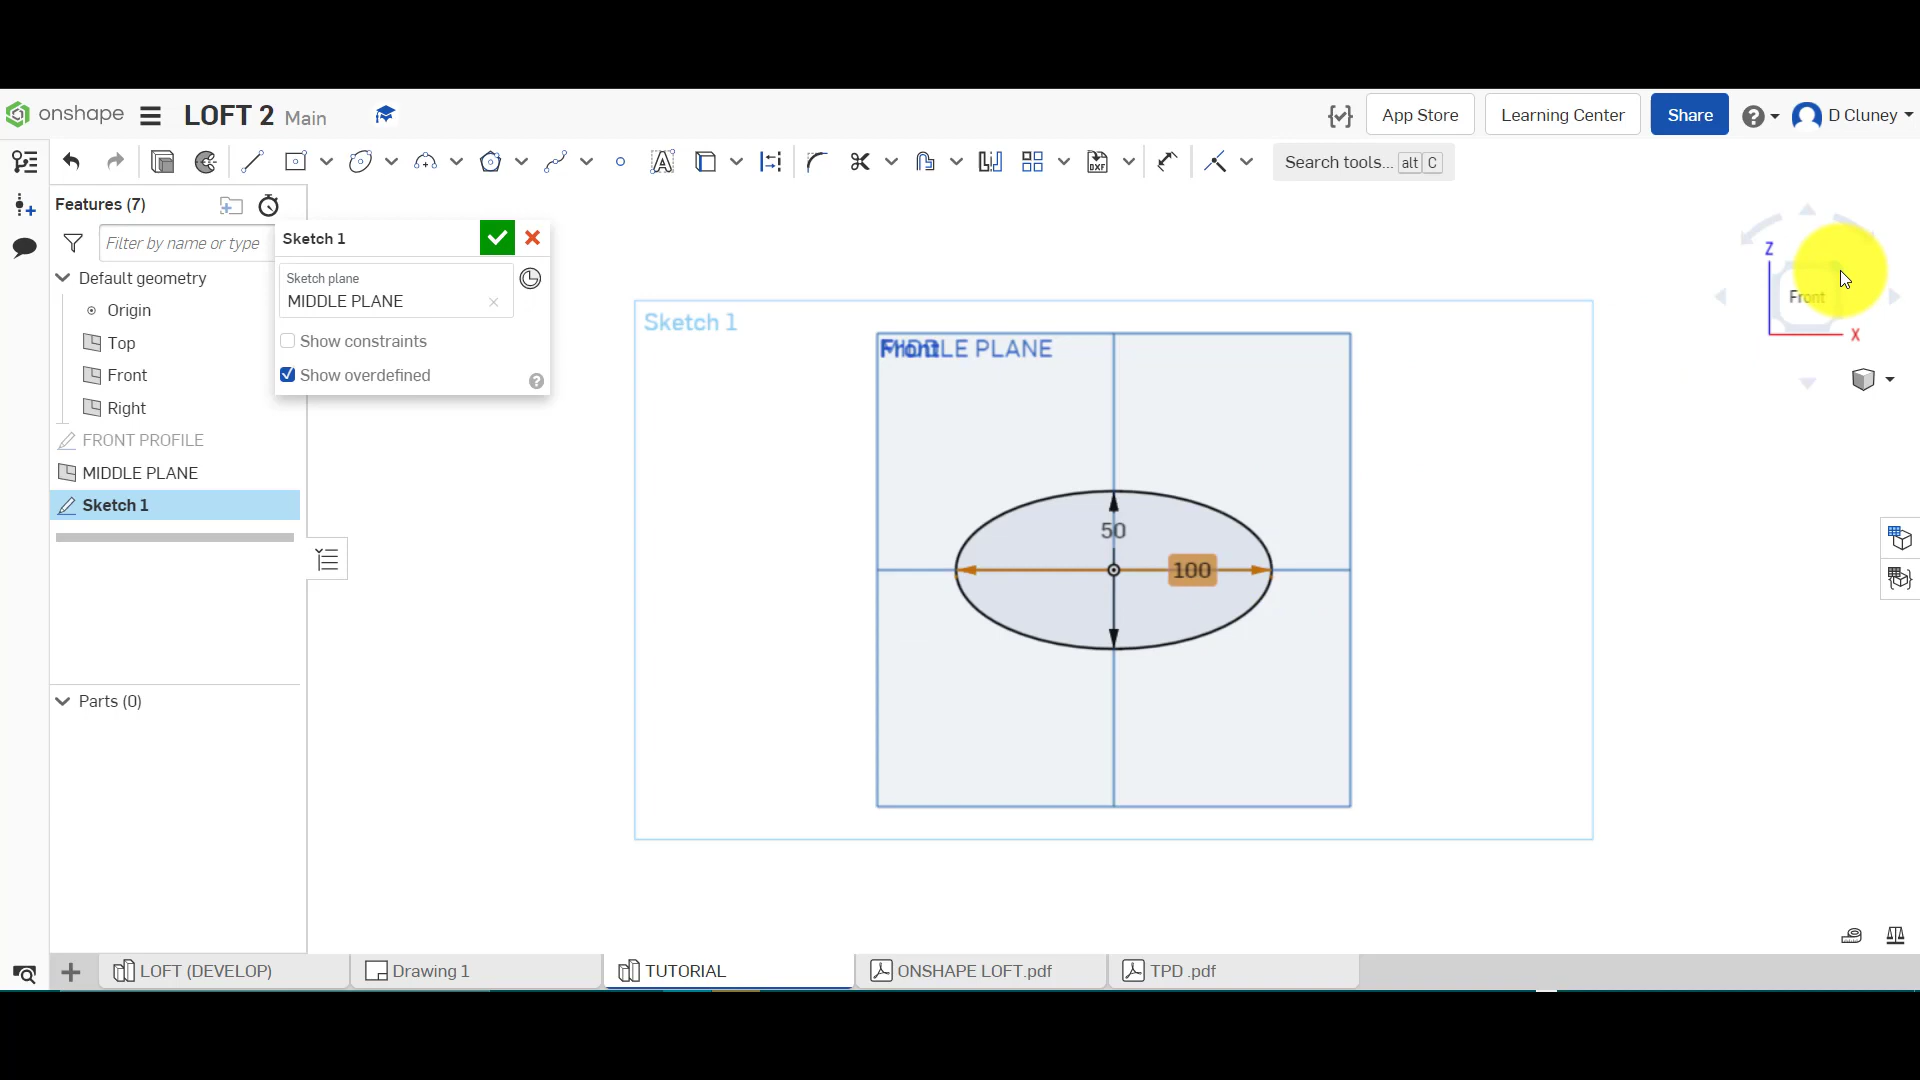 onshape LOFT 2 Main App Store Learning Center Share D Cluney
Search tools... alt C
Features (7)
Filter by name or type
Sketch 1
Sketch plane
MIDDLE PLANE
Show constraints
Show overdefined
Default geometry
Origin
Top
Front
Right
FRONT PROFILE
MIDDLE PLANE
Sketch 1
Parts (0)
Sketch 1
Front
MIDDLE PLANE
50
100
Z
Front
X
LOFT (DEVELOP) Drawing 1 TUTORIAL ONSHAPE LOFT.pdf TPD .pdf